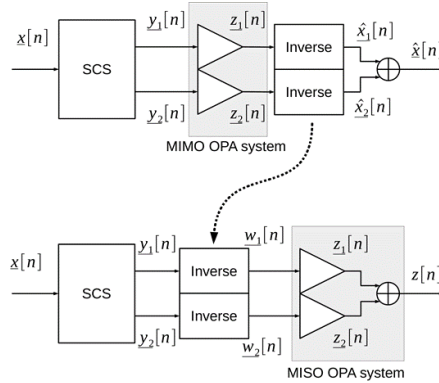 x[n]
SCS
y₁[n]
y₂[n]
z₁[n]
z₂[n]
Inverse
Inverse
x̂₁[n]
x̂₂[n]
x̂[n]
MIMO OPA system
x[n]
SCS
y₁[n]
y₂[n]
Inverse
Inverse
w₁[n]
w₂[n]
z₁[n]
z₂[n]
z[n]
MISO OPA system